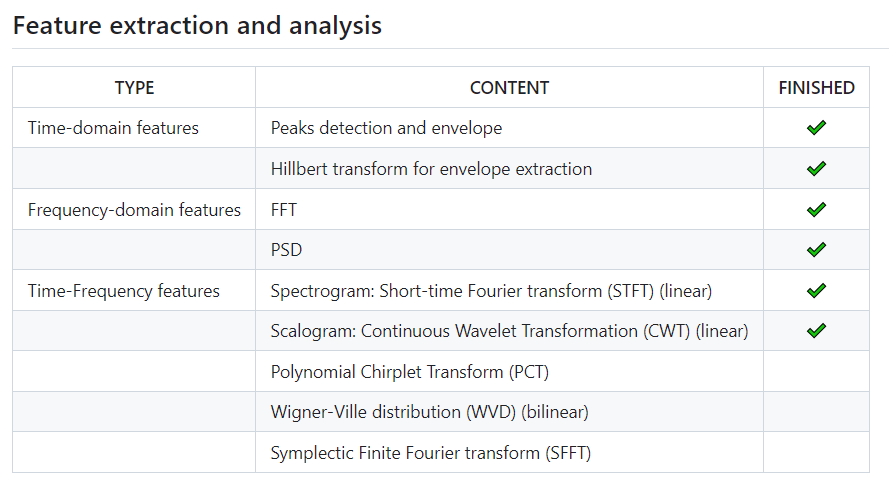 Feature extraction and analysis
TYPE CONTENT FINISHED
Time-domain features Peaks detection and envelope ✔
Hillbert transform for envelope extraction ✔
Frequency-domain features FFT ✔
PSD ✔
Time-Frequency features Spectrogram: Short-time Fourier transform (STFT) (linear) ✔
Scalogram: Continuous Wavelet Transformation (CWT) (linear) ✔
Polynomial Chirplet Transform (PCT)
Wigner-Ville distribution (WVD) (bilinear)
Symplectic Finite Fourier transform (SFFT)